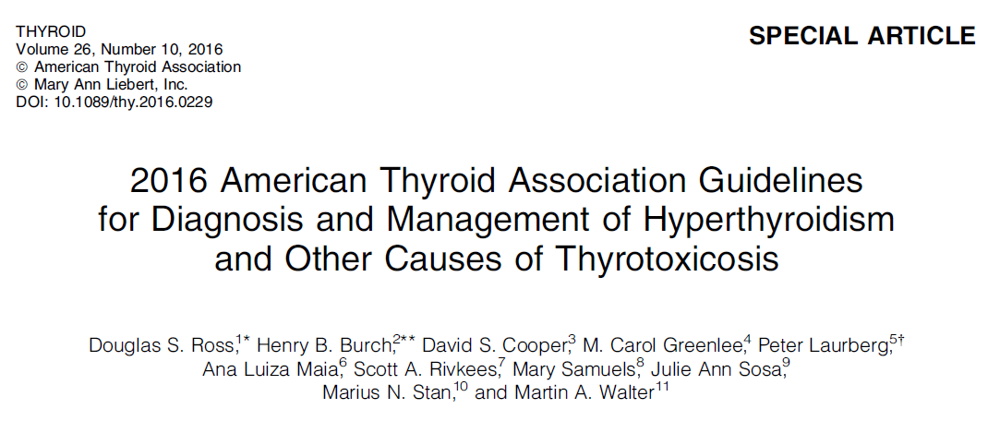 THYROID
Volume 26, Number 10, 2016
© American Thyroid Association
© Mary Ann Liebert, Inc.
DOI: 10.1089/thy.2016.0229
SPECIAL ARTICLE
2016 American Thyroid Association Guidelines
for Diagnosis and Management of Hyperthyroidism
and Other Causes of Thyrotoxicosis
Douglas S. Ross,1* Henry B. Burch,2** David S. Cooper,3 M. Carol Greenlee,4 Peter Laurberg,5†
Ana Luiza Maia,6 Scott A. Rivkees,7 Mary Samuels,8 Julie Ann Sosa,9
Marius N. Stan,10 and Martin A. Walter11